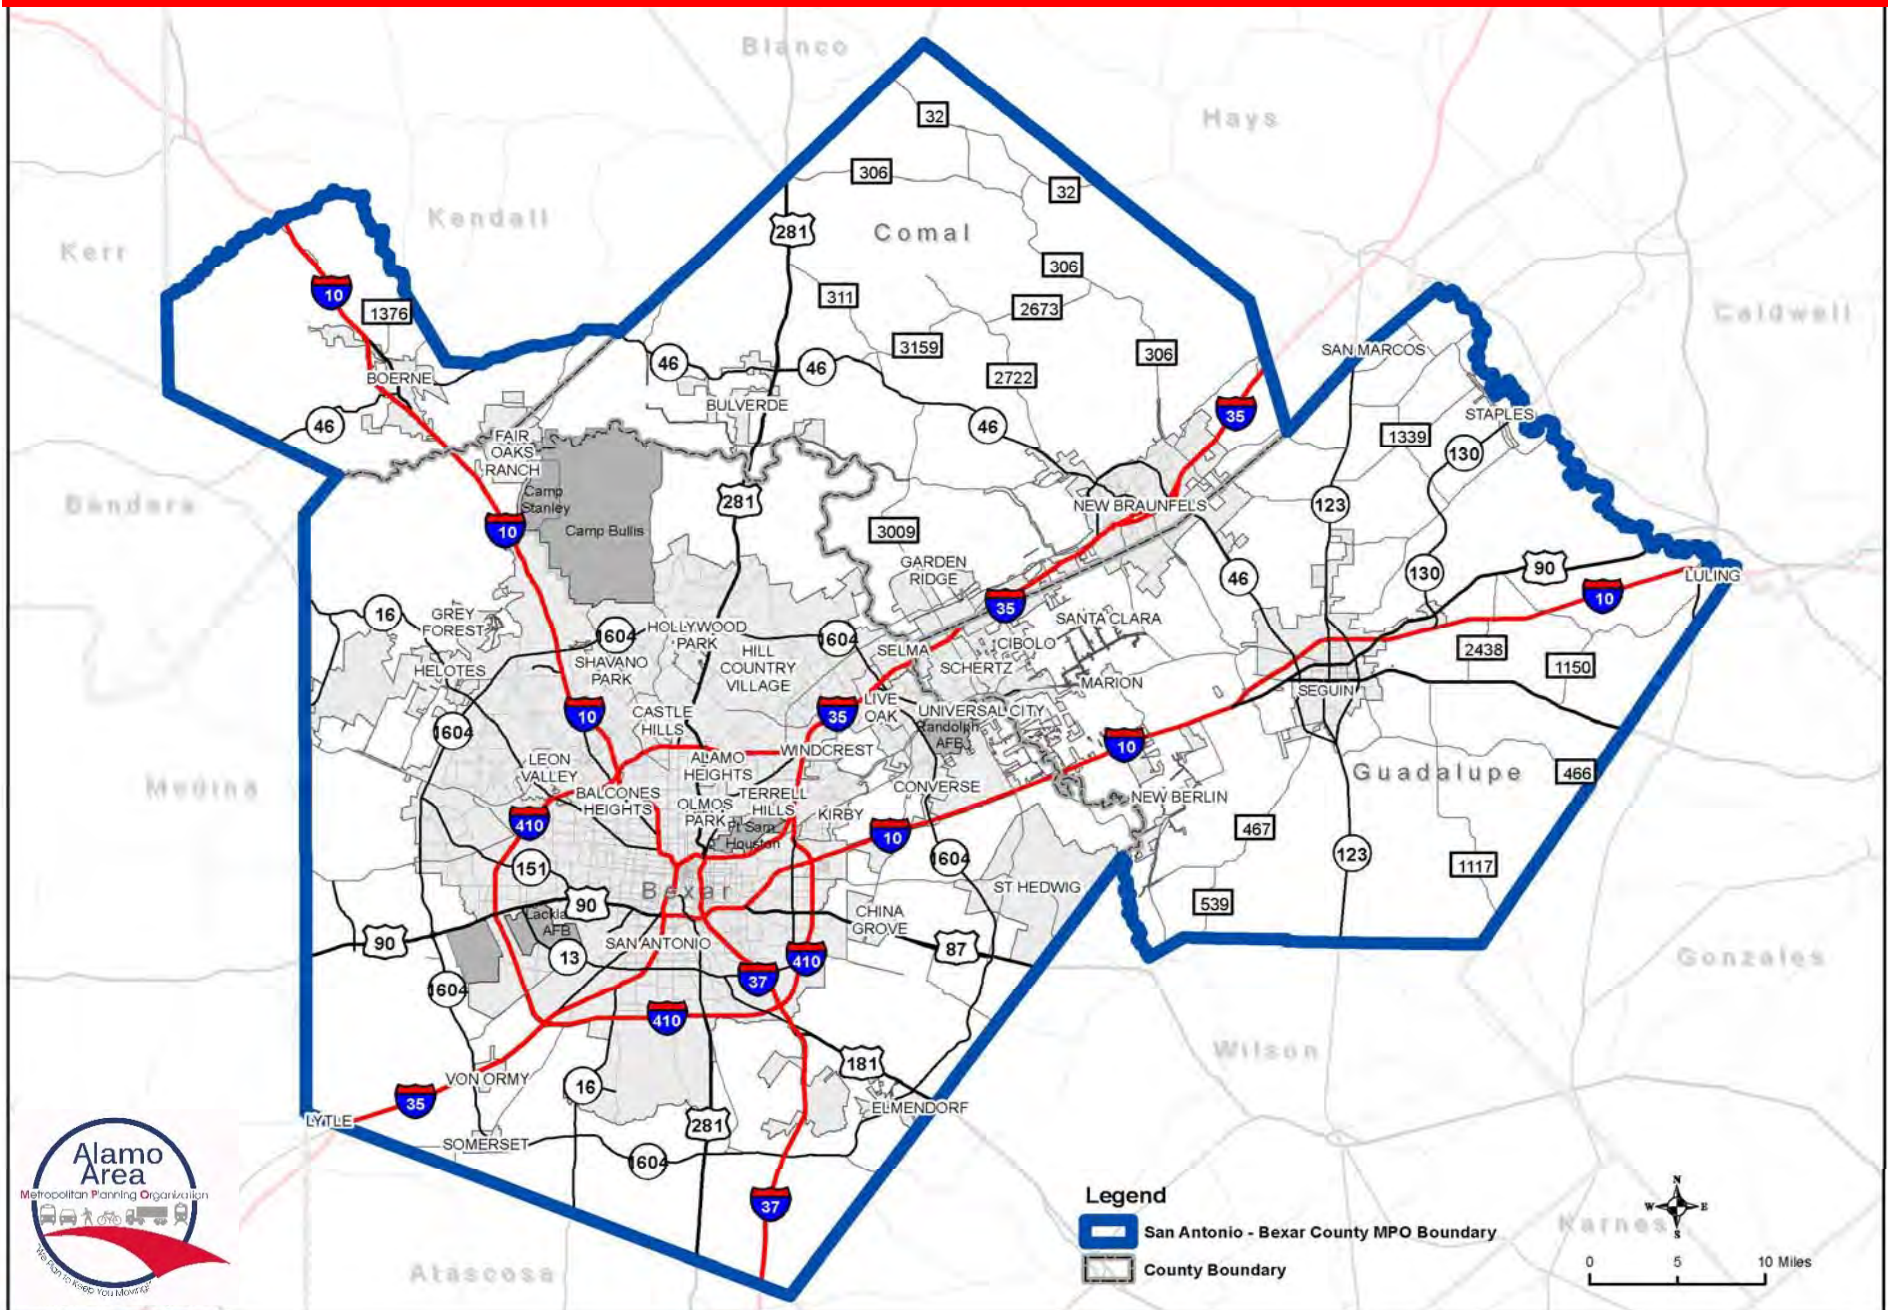 Blanco
Hays
32
306
32
Kendall
Comal
281
Kerr
306
10
311
2673
1376
Caldwell
3159
306
SAN MARCOS
46
46
2722
BOERNE
BULVERDE
35
STAPLES
46
46
1339
FAIR
OAKS
RANCH
130
Camp
Stanley
281
NEW BRAUNFELS
123
Bandera
10
Camp Bullis
3009
GARDEN
RIDGE
90
46
130
LULING
35
10
16
GREY
FOREST
SANTA CLARA
1604
HOLLYWOOD
PARK
1604
CIBOLO
SELMA
2438
HELOTES
SHAVANO
PARK
HILL
COUNTRY
VILLAGE
SCHERTZ
1150
MARION
SEGUIN
10
CASTLE
HILLS
35
LIVE
OAK
UNIVERSAL CITY
Randolph
AFB
1604
10
WINDCREST
LEON
VALLEY
ALAMO
HEIGHTS
Guadalupe
466
Medina
BALCONES
HEIGHTS
TERRELL
HILLS
CONVERSE
NEW BERLIN
OLMOS
PARK
KIRBY
410
Ft Sam
Houston
10
467
1604
123
151
1117
Bexar
ST HEDWIG
90
539
Lackla
AFB
CHINA
GROVE
90
SAN ANTONIO
87
13
410
Gonzales
37
1604
410
Wilson
181
VON ORMY
16
35
ELMENDORF
LYTLE
281
SOMERSET
1604
37
Atascosa
Karnes
Alamo
Area
Metropolitan Planning Organization
"We Plan to Keep You Moving"
Legend
San Antonio - Bexar County MPO Boundary
County Boundary
N
W E
S
0 5 10 Miles